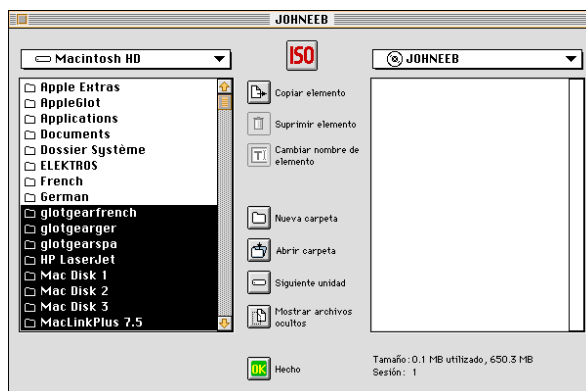 JOHNEEB
Macintosh HD
ISO
JOHNEEB
Apple Extras
AppleGlot
Applications
Documents
Dossier Système
ELEKTROS
French
German
glotgearfrench
glotgearger
glotgearspa
HP LaserJet
Mac Disk 1
Mac Disk 2
Mac Disk 3
MacLinkPlus 7.5
Copiar elemento
Suprimir elemento
Cambiar nombre de
elemento
Nueva carpeta
Abrir carpeta
Siguiente unidad
Mostrar archivos
ocultos
OK
Hecho
Tamaño: 0.1 MB utilizado, 650.3 MB
Sesión: 1